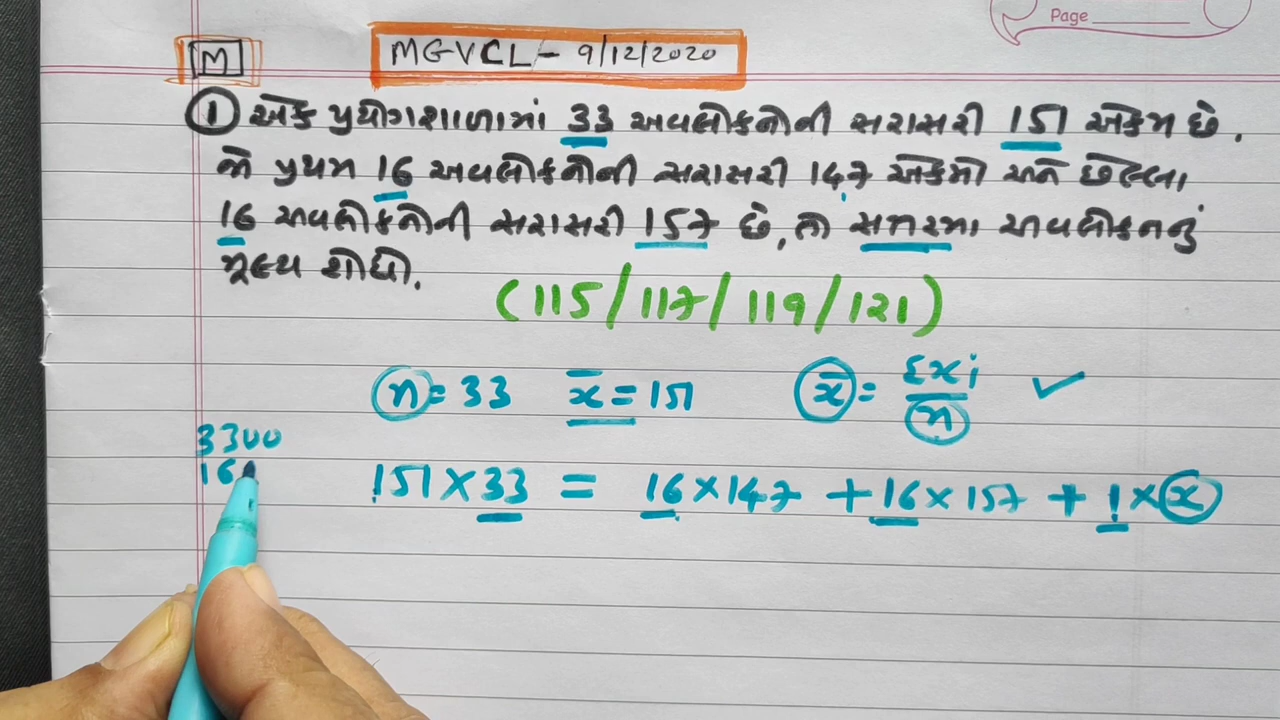 Page
M
MGVCL - 9/12/2020
① એક પ્રયોગશાળામાં 33 અવલોકનોની સરાસરી 151 એકમ છે.
જો પ્રથમ 16 અવલોકનોની સરાસરી 147 એકમો અને છેલ્લા
16 અવલોકનોની સરાસરી 157 છે, તો સત્તરમા અવલોકનનું
મૂલ્ય શોધો.
(115/117/119/121)
n = 33 x̄ = 151 x̄ = Σxi/n ✓
3300
16
151 × 33 = 16 × 147 + 16 × 157 + 1 × x